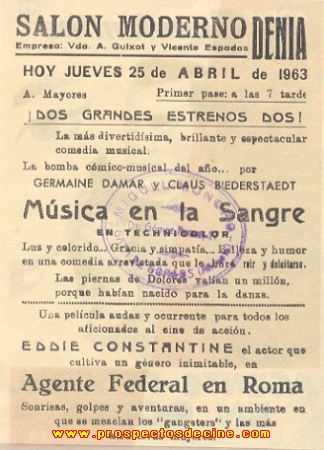 SALON MODERNO DENIA
Empresa: Vda. A. Guixot y Vicente Espadas
HOY JUEVES 25 de ABRIL de 1963
A. Mayores Primer pase: a las 7 tarde
¡DOS GRANDES ESTRENOS DOS!
La más divertidísima, brillante y espectacular
comedia musical.
La bomba cómico-musical del año... por
GERMAINE DAMAR y CLAUS BIEDERSTAEDT
Música en la Sangre
EN TECHNICOLOR
Luz y colorido.. Gracia y simpatía.. Belleza y humor
en una comedia arrevistada que le hará reir y deleitarse.
Las piernas de Dolores valían un millón,
porque habían nacido para la danza.
Una película audaz y ocurrente para todos los
aficionados al cine de acción.
EDDIE CONSTANTINE el actor que
cultiva un género inimitable, en
Agente Federal en Roma
Sonrisas, golpes y aventuras, en un ambiente en
que se mezclan los "gangsters" y las más
www.prospectosdecine.com